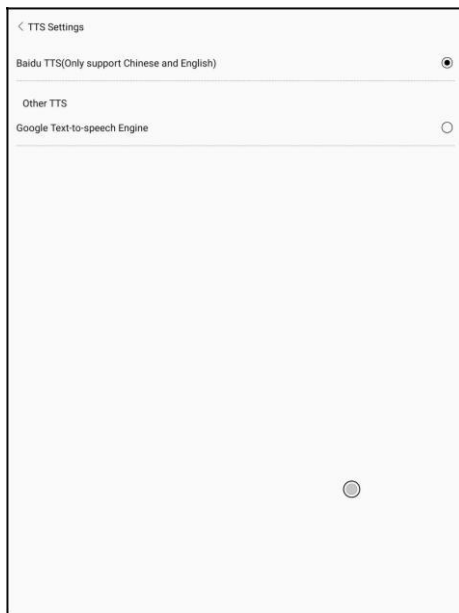 TTS Settings
Baidu TTS(Only support Chinese and English)
Other TTS
Google Text-to-speech Engine